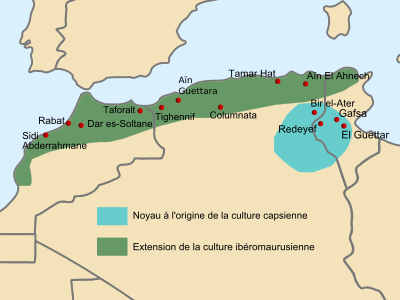 Tamar Hat
Aïn El Ahnech
Aïn
Guettara
Taforalt
Tighennif
Columnata
Bir el-Ater
Gafsa
Redeyef
El Guettar
Rabat
Dar es-Soltane
Sidi
Abderrahmane
Noyau à l'origine de la culture capsienne
Extension de la culture ibéromaurusienne